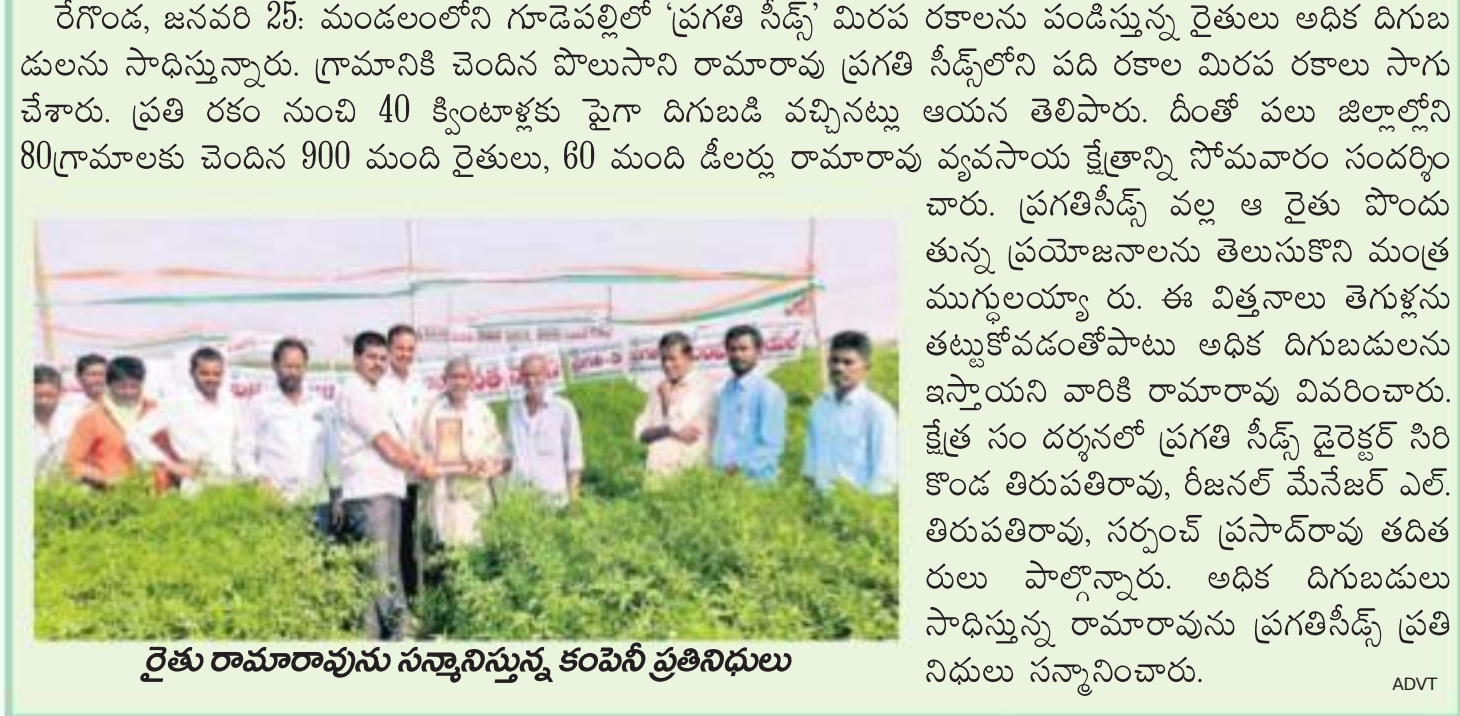 రేగొండ, జనవరి 25: మండలంలోని గూడెపల్లిలో ‘ప్రగతి సీడ్స్’ మిరప రకాలను పండిస్తున్న రైతులు అధిక దిగుబ
డులను సాధిస్తున్నారు. గ్రామానికి చెందిన పొలుసాని రామారావు ప్రగతి సీడ్స్‌లోని పది రకాల మిరప రకాలు సాగు
చేశారు. ప్రతి రకం నుంచి 40 క్వింటాళ్లకు పైగా దిగుబడి వచ్చినట్లు ఆయన తెలిపారు. దీంతో పలు జిల్లాల్లోని
80గ్రామాలకు చెందిన 900 మంది రైతులు, 60 మంది డీలర్లు రామారావు వ్యవసాయ క్షేత్రాన్ని సోమవారం సందర్శిం
చారు. ప్రగతిసీడ్స్ వల్ల ఆ రైతు పొందు
తున్న ప్రయోజనాలను తెలుసుకొని మంత్ర
ముగ్ధులయ్యా రు. ఈ విత్తనాలు తెగుళ్లను
తట్టుకోవడంతోపాటు అధిక దిగుబడులను
ఇస్తాయని వారికి రామారావు వివరించారు.
క్షేత్ర సం దర్శనలో ప్రగతి సీడ్స్ డైరెక్టర్ సిరి
కొండ తిరుపతిరావు, రీజనల్ మేనేజర్ ఎల్.
తిరుపతిరావు, సర్పంచ్ ప్రసాద్‌రావు తదిత
రులు పాల్గొన్నారు. అధిక దిగుబడులు
సాధిస్తున్న రామారావును ప్రగతిసీడ్స్ ప్రతి
నిధులు సన్మానించారు.
ADVT
రైతు రామారావును సన్మానిస్తున్న కంపెనీ ప్రతినిధులు